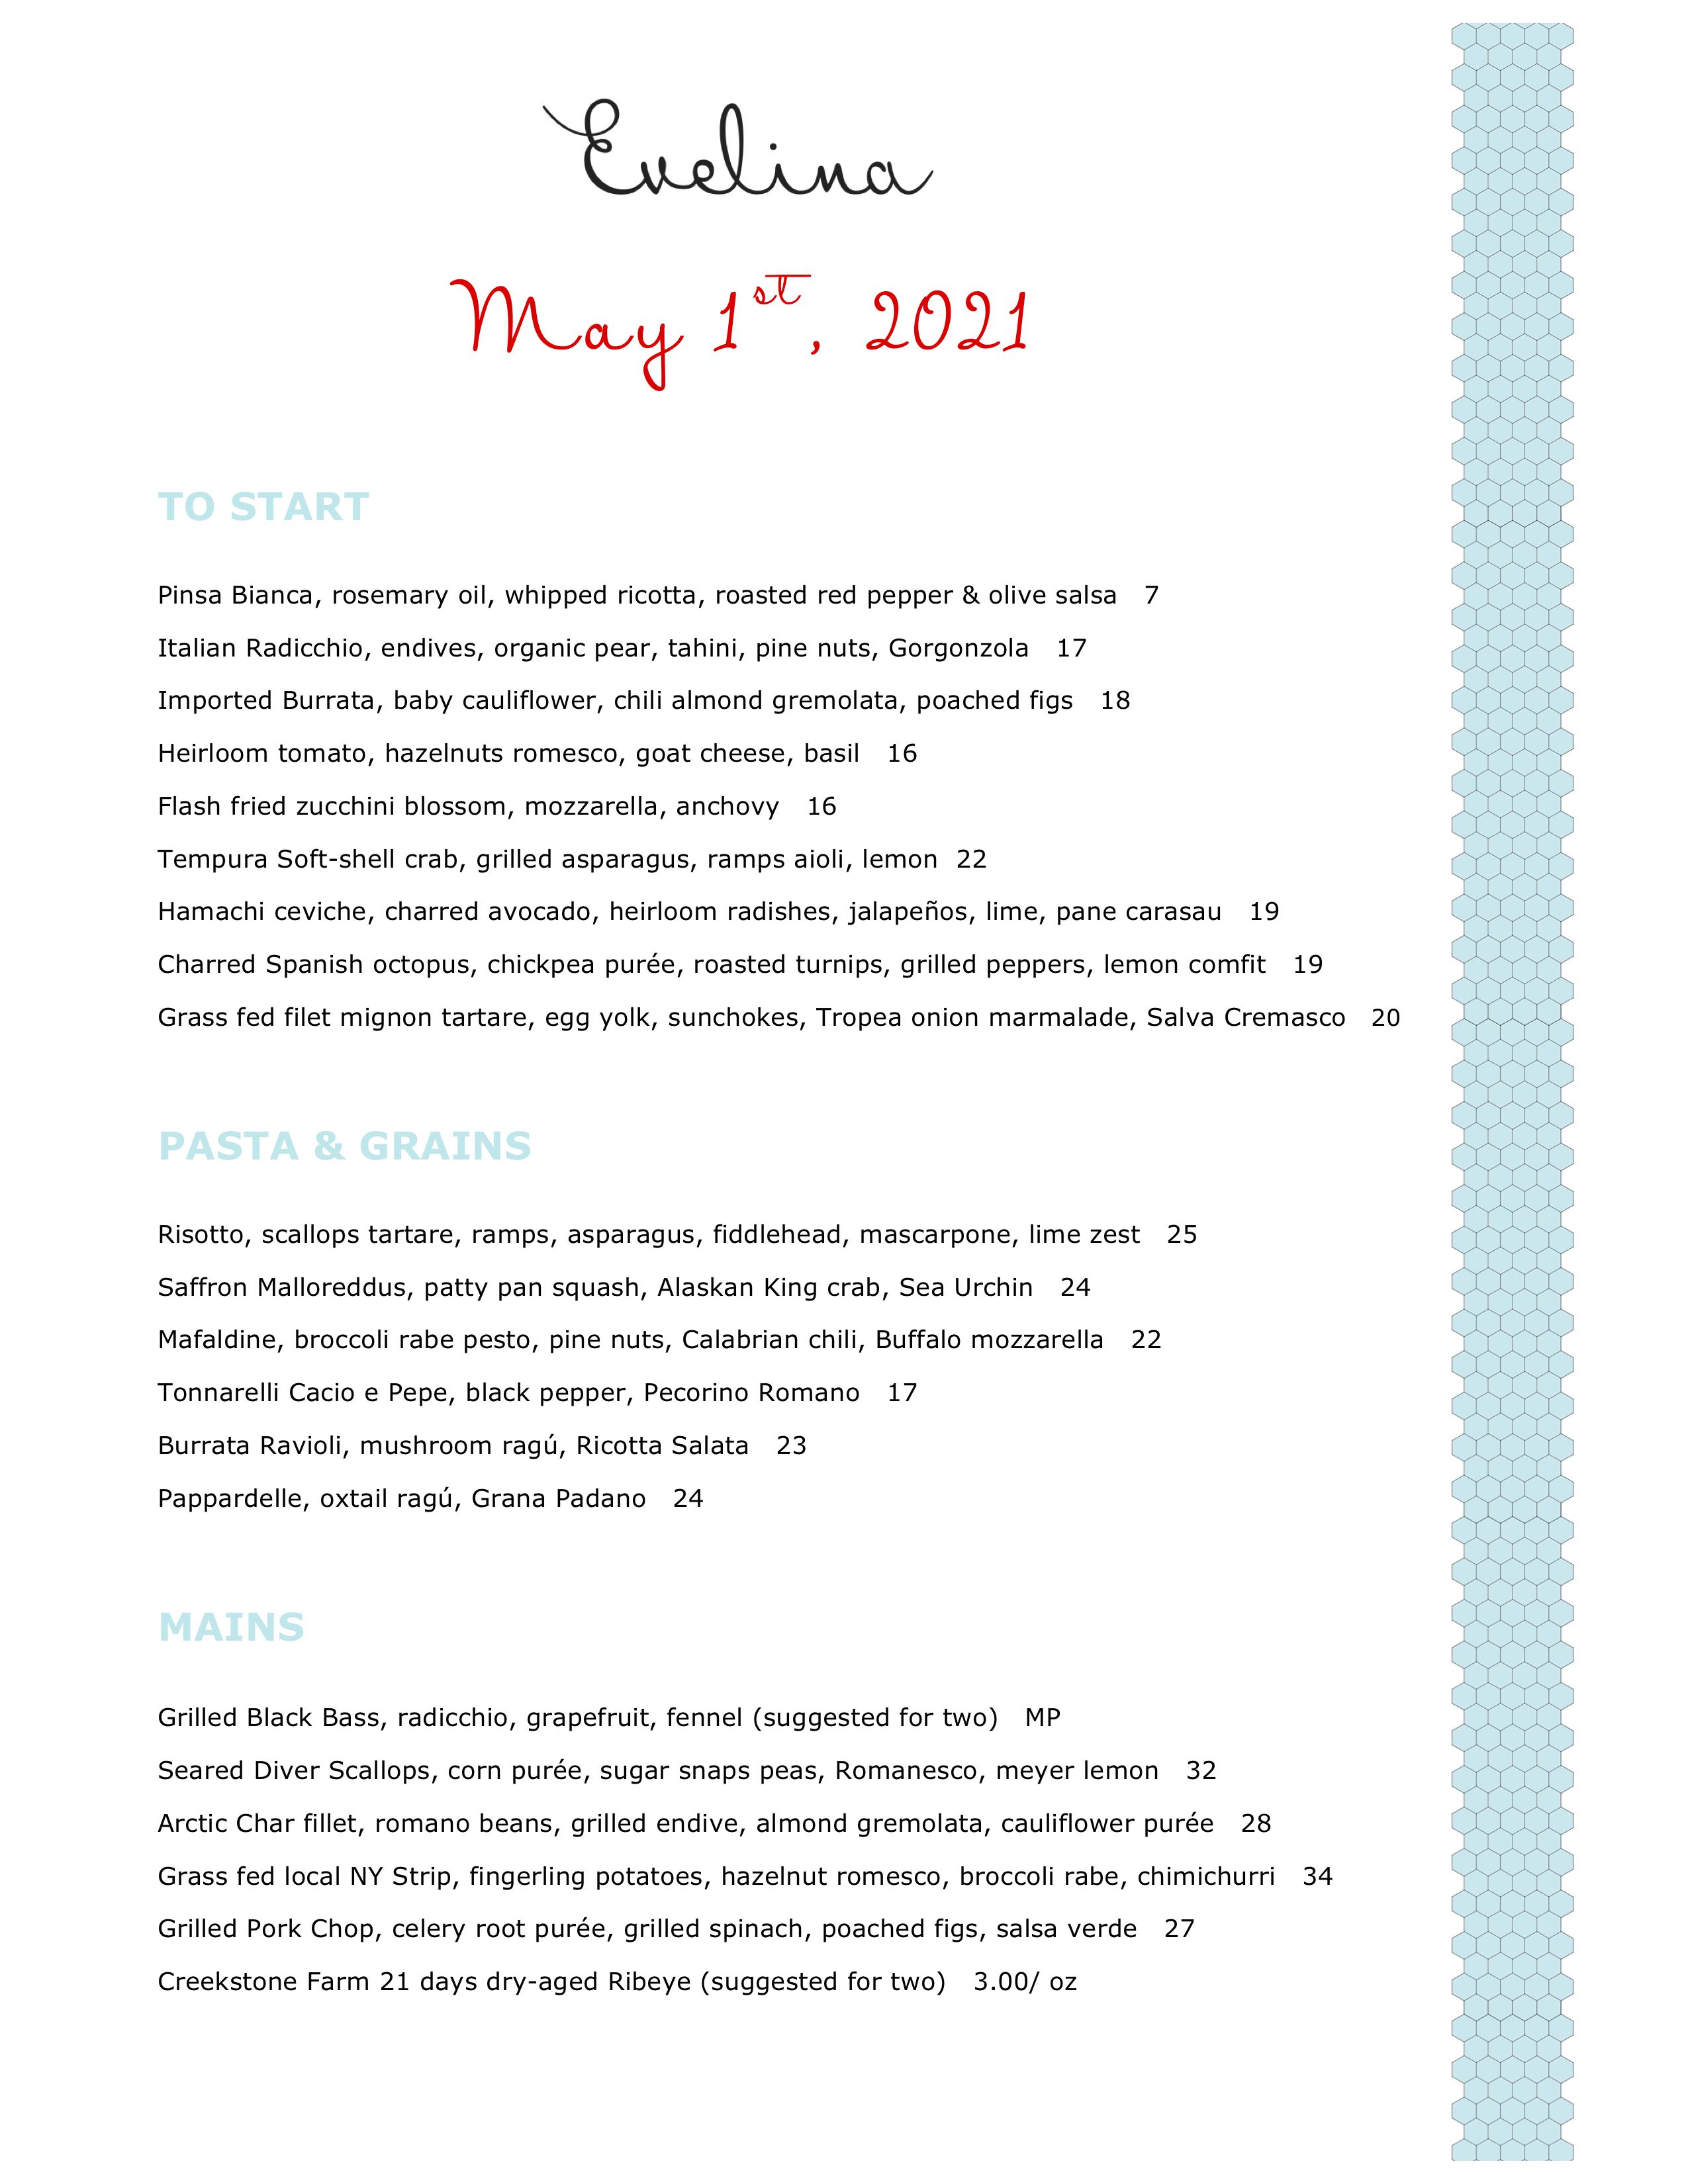 Evelina
May 1st, 2021
TO START
Pinsa Bianca, rosemary oil, whipped ricotta, roasted red pepper & olive salsa 7
Italian Radicchio, endives, organic pear, tahini, pine nuts, Gorgonzola 17
Imported Burrata, baby cauliflower, chili almond gremolata, poached figs 18
Heirloom tomato, hazelnuts romesco, goat cheese, basil 16
Flash fried zucchini blossom, mozzarella, anchovy 16
Tempura Soft-shell crab, grilled asparagus, ramps aioli, lemon 22
Hamachi ceviche, charred avocado, heirloom radishes, jalapeños, lime, pane carasau 19
Charred Spanish octopus, chickpea purée, roasted turnips, grilled peppers, lemon comfit 19
Grass fed filet mignon tartare, egg yolk, sunchokes, Tropea onion marmalade, Salva Cremasco 20
PASTA & GRAINS
Risotto, scallops tartare, ramps, asparagus, fiddlehead, mascarpone, lime zest 25
Saffron Malloreddus, patty pan squash, Alaskan King crab, Sea Urchin 24
Mafaldine, broccoli rabe pesto, pine nuts, Calabrian chili, Buffalo mozzarella 22
Tonnarelli Cacio e Pepe, black pepper, Pecorino Romano 17
Burrata Ravioli, mushroom ragú, Ricotta Salata 23
Pappardelle, oxtail ragú, Grana Padano 24
MAINS
Grilled Black Bass, radicchio, grapefruit, fennel (suggested for two) MP
Seared Diver Scallops, corn purée, sugar snaps peas, Romanesco, meyer lemon 32
Arctic Char fillet, romano beans, grilled endive, almond gremolata, cauliflower purée 28
Grass fed local NY Strip, fingerling potatoes, hazelnut romesco, broccoli rabe, chimichurri 34
Grilled Pork Chop, celery root purée, grilled spinach, poached figs, salsa verde 27
Creekstone Farm 21 days dry-aged Ribeye (suggested for two) 3.00/ oz